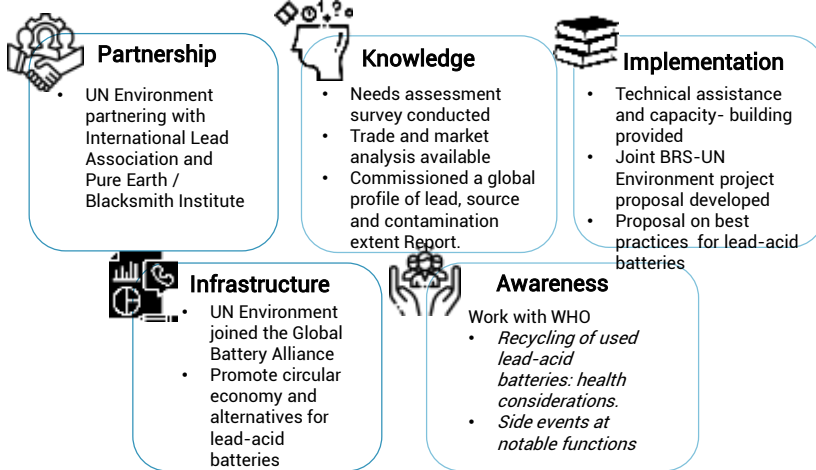 Partnership
• UN Environment
partnering with
International Lead
Association and
Pure Earth /
Blacksmith Institute
Knowledge
• Needs assessment
survey conducted
• Trade and market
analysis available
• Commissioned a global
profile of lead, source
and contamination
extent Report.
Implementation
• Technical assistance
and capacity- building
provided
• Joint BRS-UN
Environment project
proposal developed
• Proposal on best
practices for lead-acid
batteries
Infrastructure
• UN Environment
joined the Global
Battery Alliance
• Promote circular
economy and
alternatives for
lead-acid
batteries
Awareness
Work with WHO
• Recycling of used
lead-acid
batteries: health
considerations.
• Side events at
notable functions